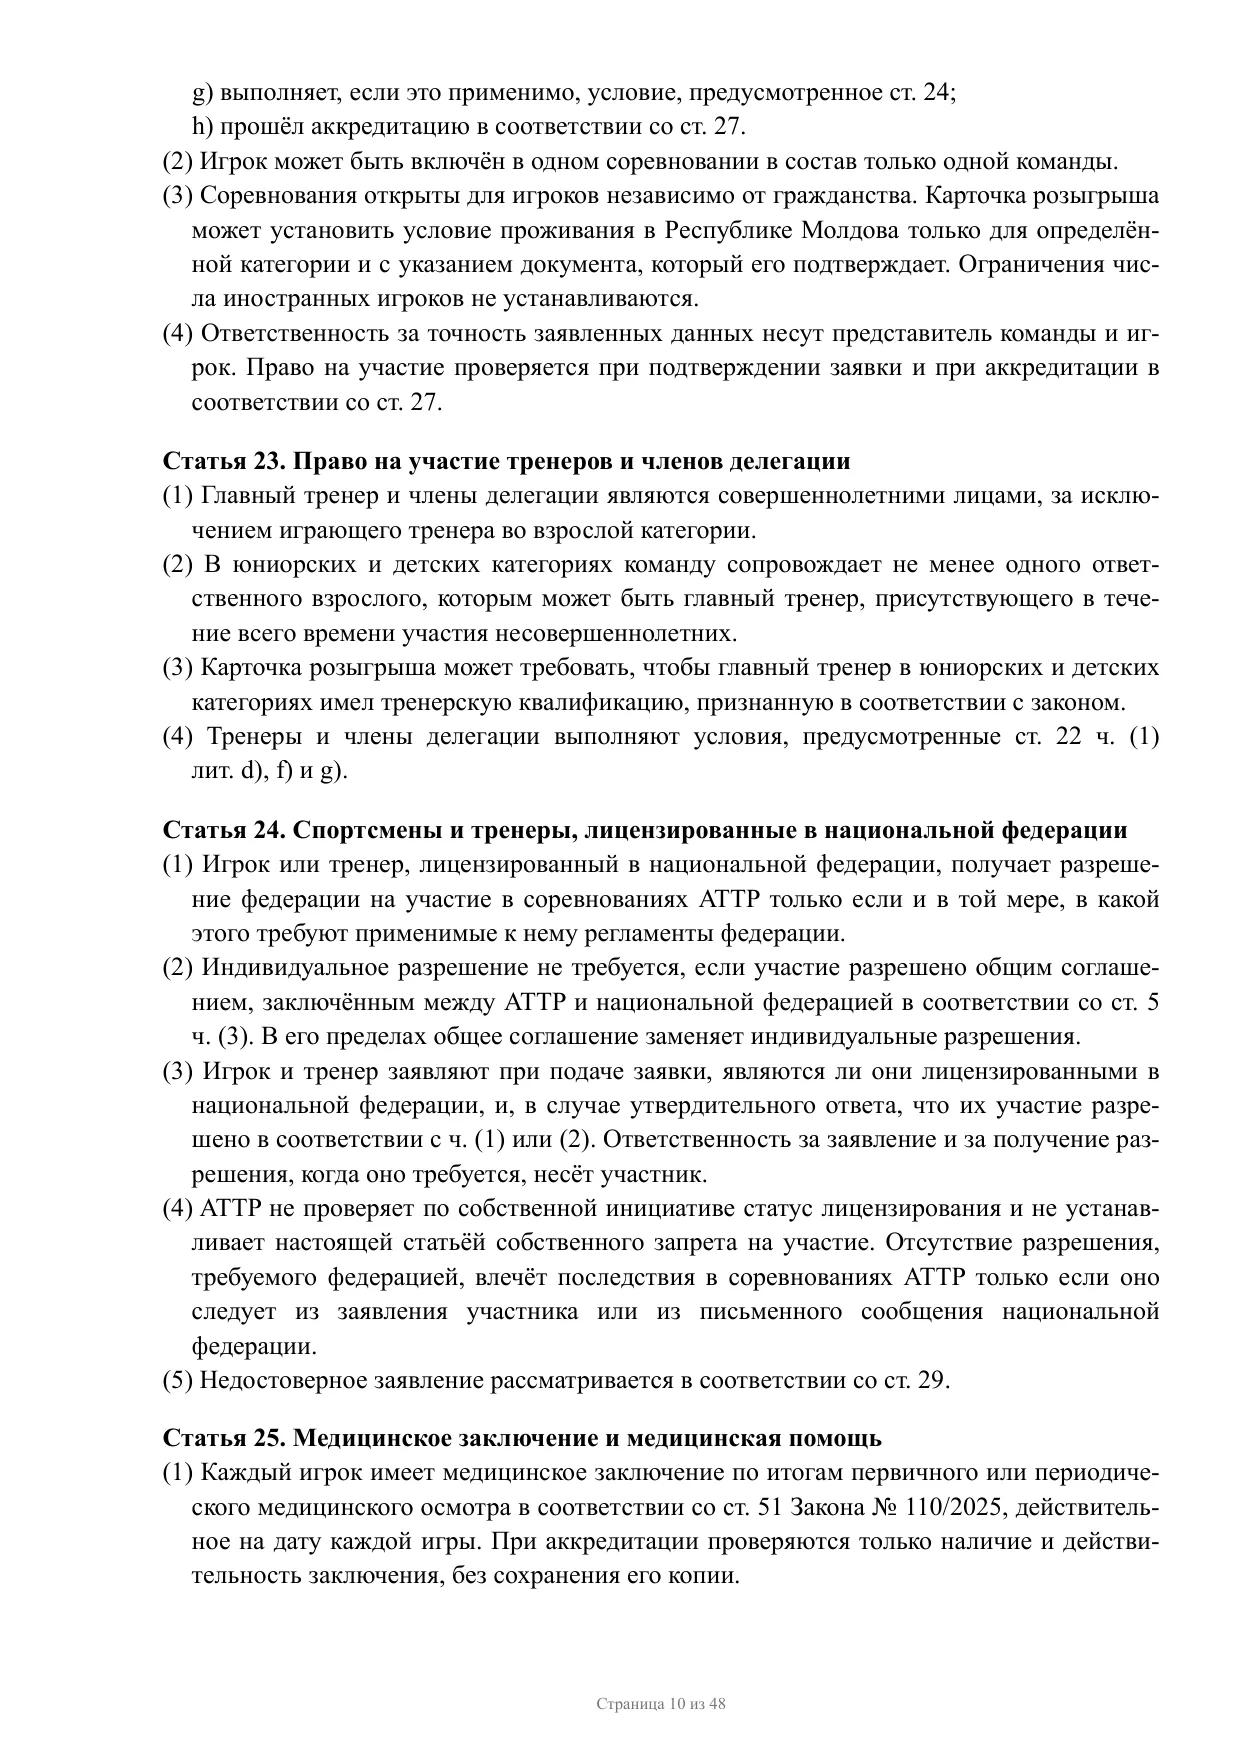 g) выполняет, если это применимо, условие, предусмотренное ст. 24;
h) прошёл аккредитацию в соответствии со ст. 27.
(2) Игрок может быть включён в одном соревновании в состав только одной команды.
(3) Соревнования открыты для игроков независимо от гражданства. Карточка розыгрыша
может установить условие проживания в Республике Молдова только для определён-
ной категории и с указанием документа, который его подтверждает. Ограничения чис-
ла иностранных игроков не устанавливаются.
(4) Ответственность за точность заявленных данных несут представитель команды и иг-
рок. Право на участие проверяется при подтверждении заявки и при аккредитации в
соответствии со ст. 27.
Статья 23. Право на участие тренеров и членов делегации
(1) Главный тренер и члены делегации являются совершеннолетними лицами, за исклю-
чением играющего тренера во взрослой категории.
(2) В юниорских и детских категориях команду сопровождает не менее одного ответ-
ственного взрослого, которым может быть главный тренер, присутствующего в тече-
ние всего времени участия несовершеннолетних.
(3) Карточка розыгрыша может требовать, чтобы главный тренер в юниорских и детских
категориях имел тренерскую квалификацию, признанную в соответствии с законом.
(4) Тренеры и члены делегации выполняют условия, предусмотренные ст. 22 ч. (1)
лит. d), f) и g).
Статья 24. Спортсмены и тренеры, лицензированные в национальной федерации
(1) Игрок или тренер, лицензированный в национальной федерации, получает разреше-
ние федерации на участие в соревнованиях АТТР только если и в той мере, в какой
этого требуют применимые к нему регламенты федерации.
(2) Индивидуальное разрешение не требуется, если участие разрешено общим соглаше-
нием, заключённым между АТТР и национальной федерацией в соответствии со ст. 5
ч. (3). В его пределах общее соглашение заменяет индивидуальные разрешения.
(3) Игрок и тренер заявляют при подаче заявки, являются ли они лицензированными в
национальной федерации, и, в случае утвердительного ответа, что их участие разре-
шено в соответствии с ч. (1) или (2). Ответственность за заявление и за получение раз-
решения, когда оно требуется, несёт участник.
(4) АТТР не проверяет по собственной инициативе статус лицензирования и не устанав-
ливает настоящей статьёй собственного запрета на участие. Отсутствие разрешения,
требуемого федерацией, влечёт последствия в соревнованиях АТТР только если оно
следует из заявления участника или из письменного сообщения национальной
федерации.
(5) Недостоверное заявление рассматривается в соответствии со ст. 29.
Статья 25. Медицинское заключение и медицинская помощь
(1) Каждый игрок имеет медицинское заключение по итогам первичного или периодиче-
ского медицинского осмотра в соответствии со ст. 51 Закона № 110/2025, действитель-
ное на дату каждой игры. При аккредитации проверяются только наличие и действи-
тельность заключения, без сохранения его копии.
Страница 10 из 48